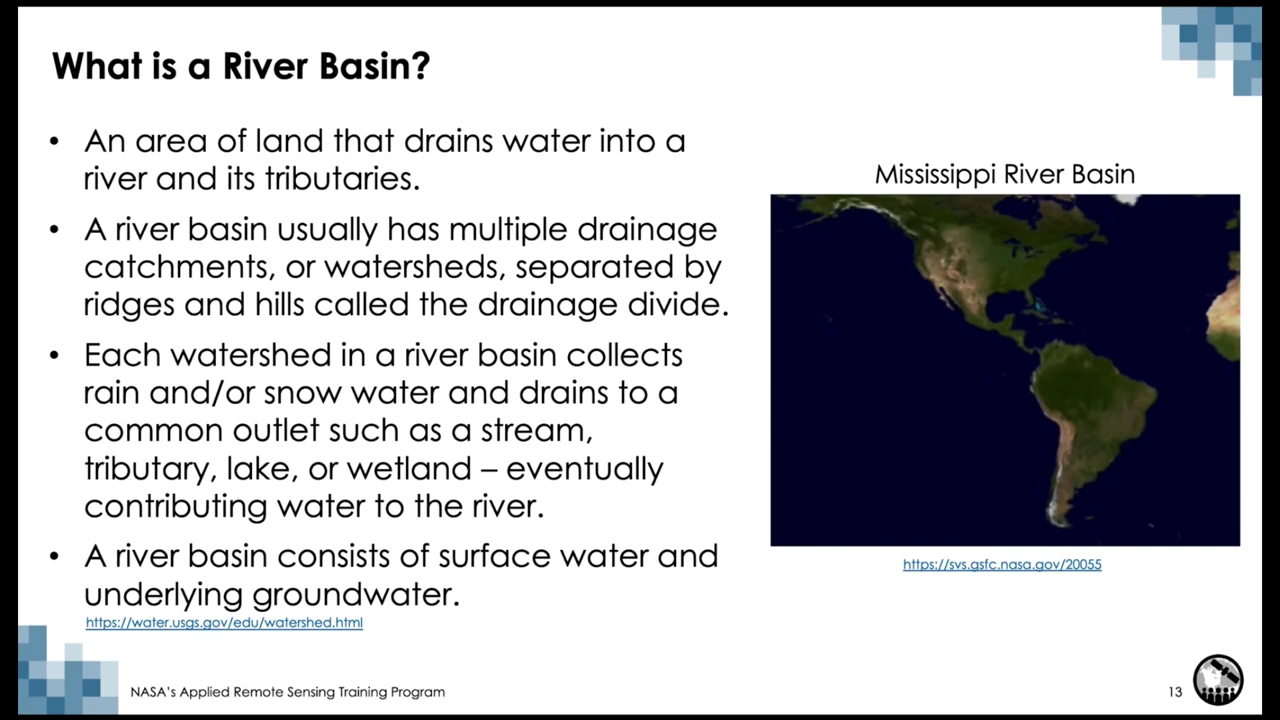 What is a River Basin?
• An area of land that drains water into a
river and its tributaries.
• A river basin usually has multiple drainage
catchments, or watersheds, separated by
ridges and hills called the drainage divide.
• Each watershed in a river basin collects
rain and/or snow water and drains to a
common outlet such as a stream,
tributary, lake, or wetland – eventually
contributing water to the river.
• A river basin consists of surface water and
underlying groundwater.
https://water.usgs.gov/edu/watershed.html
Mississippi River Basin
https://svs.gsfc.nasa.gov/20055
NASA's Applied Remote Sensing Training Program
13